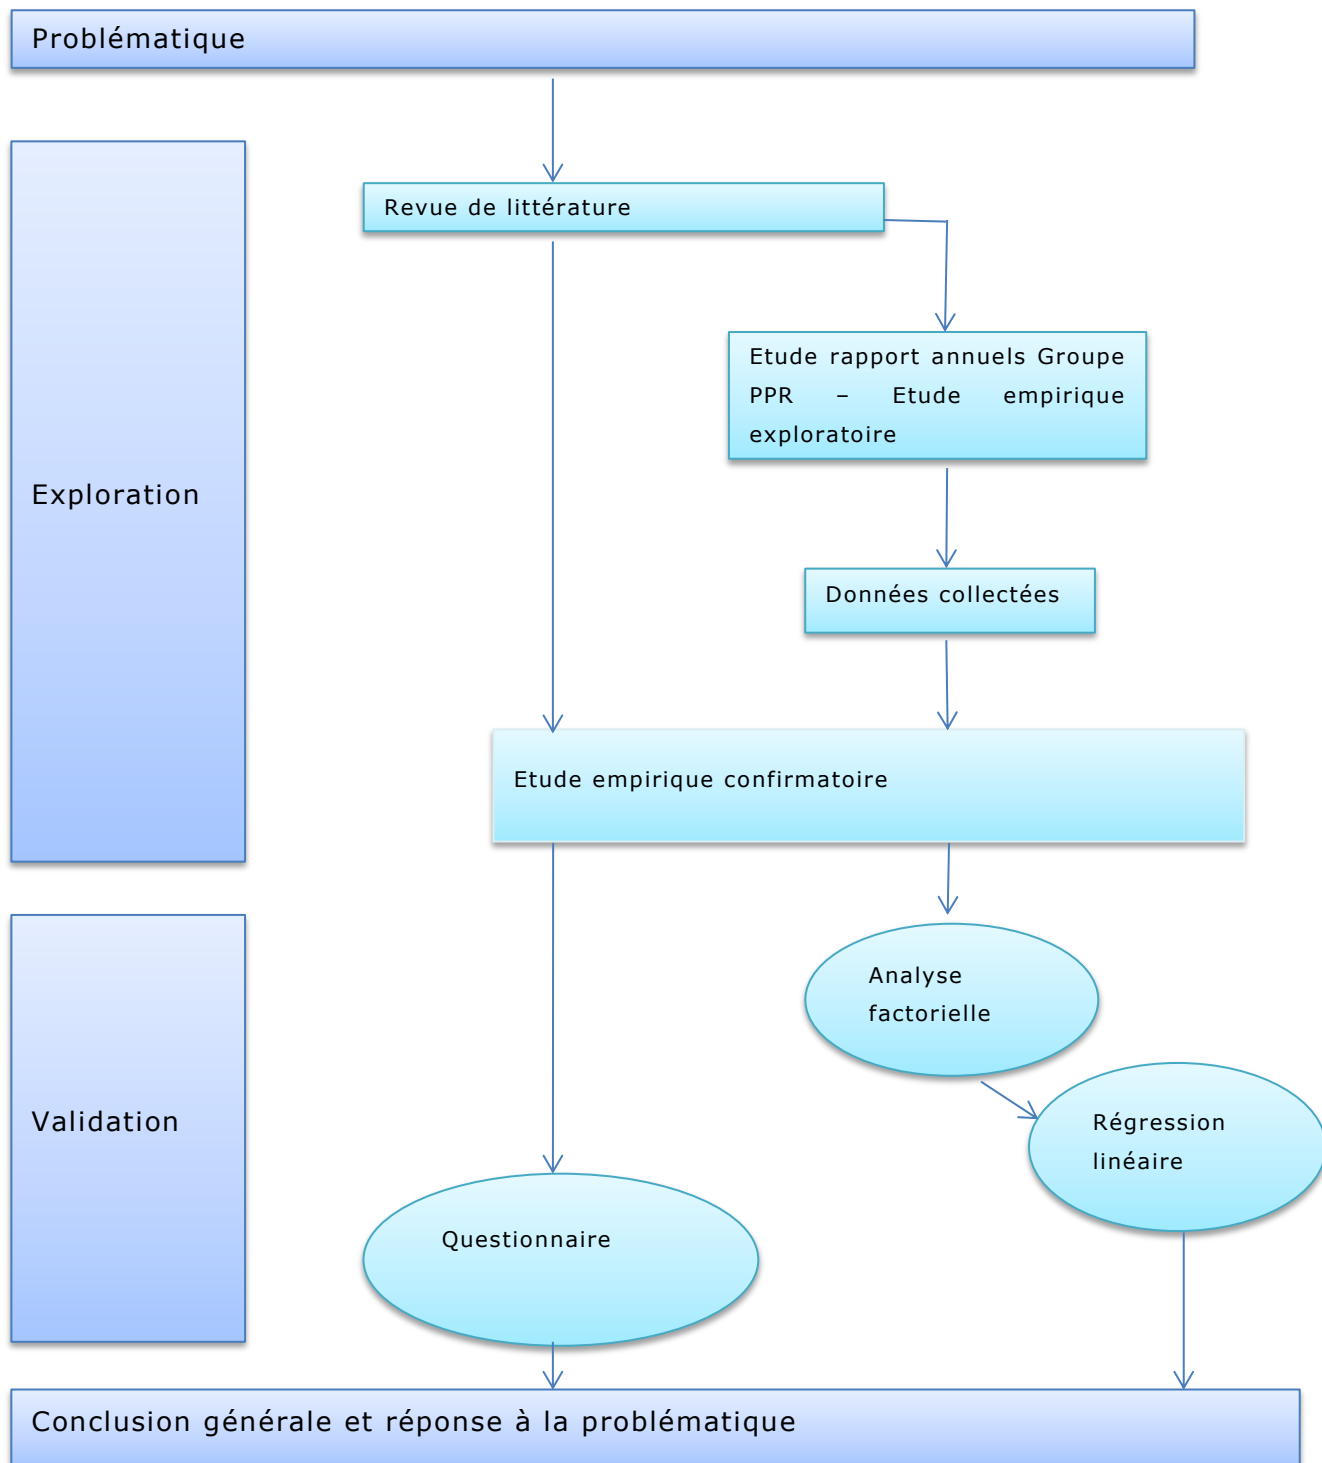 Problématique
Revue de littérature
Etude rapport annuels Groupe
PPR – Etude empirique
exploratoire
Exploration
Données collectées
Etude empirique confirmatoire
Analyse
factorielle
Validation
Régression
linéaire
Questionnaire
Conclusion générale et réponse à la problématique